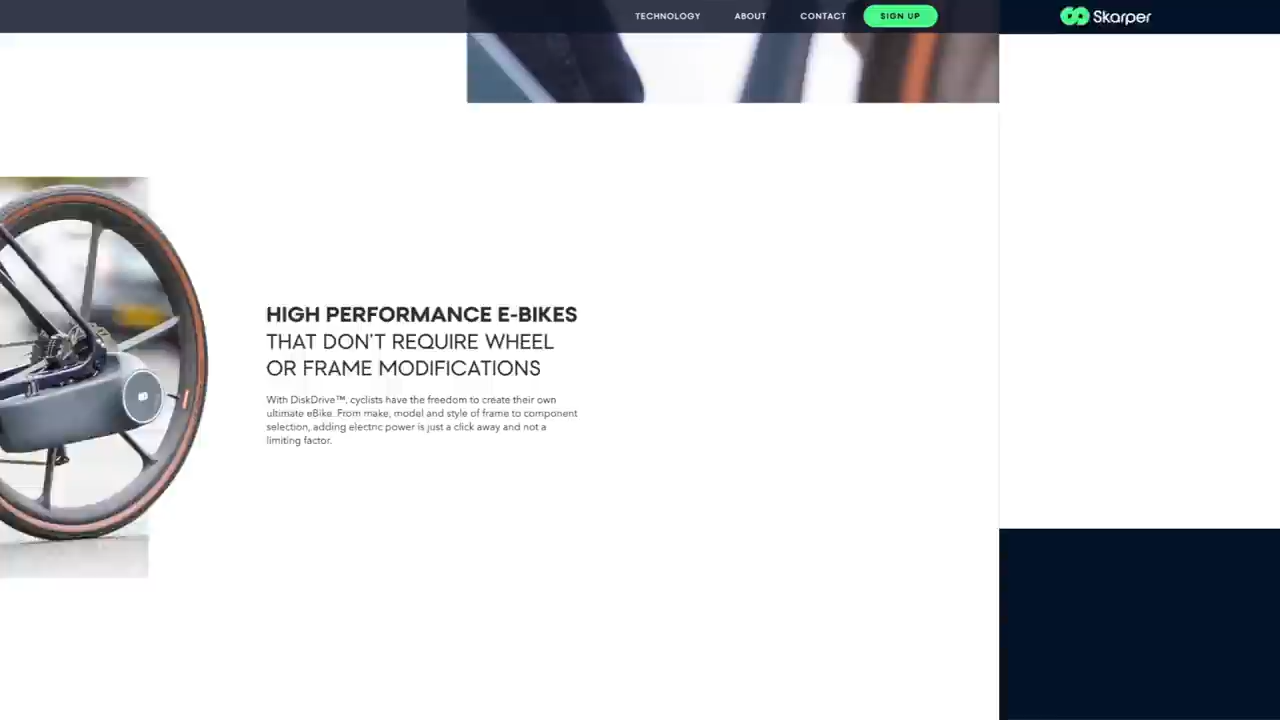 TECHNOLOGY ABOUT CONTACT SIGN UP Skarper
HIGH PERFORMANCE E-BIKES
THAT DON'T REQUIRE WHEEL
OR FRAME MODIFICATIONS
With DiskDrive™, cyclists have the freedom to create their own
ultimate eBike. From make, model and style of frame to component
selection, adding electric power is just a click away and not a
limiting factor.